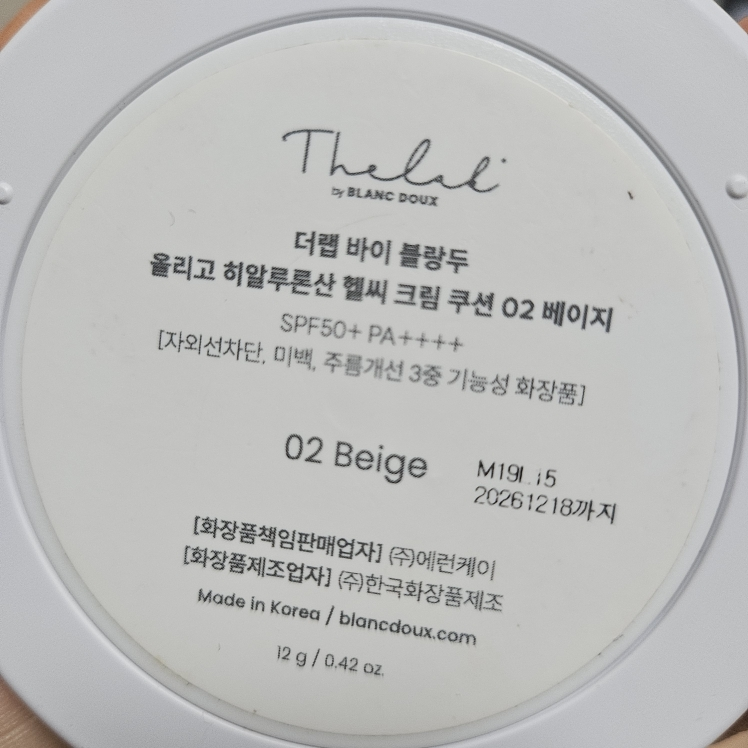 Thelab
by BLANC DOUX
더랩 바이 블랑두
올리고 히알루론산 헬씨 크림 쿠션 02 베이지
SPF50+ PA++++
[자외선차단, 미백, 주름개선 3중 기능성 화장품]
02 Beige
20261218까지
[화장품책임판매업자] (주)에런케이
[화장품제조업자] (주)한국화장품제조
Made in Korea / blancdoux.com
12 g / 0.42 oz.